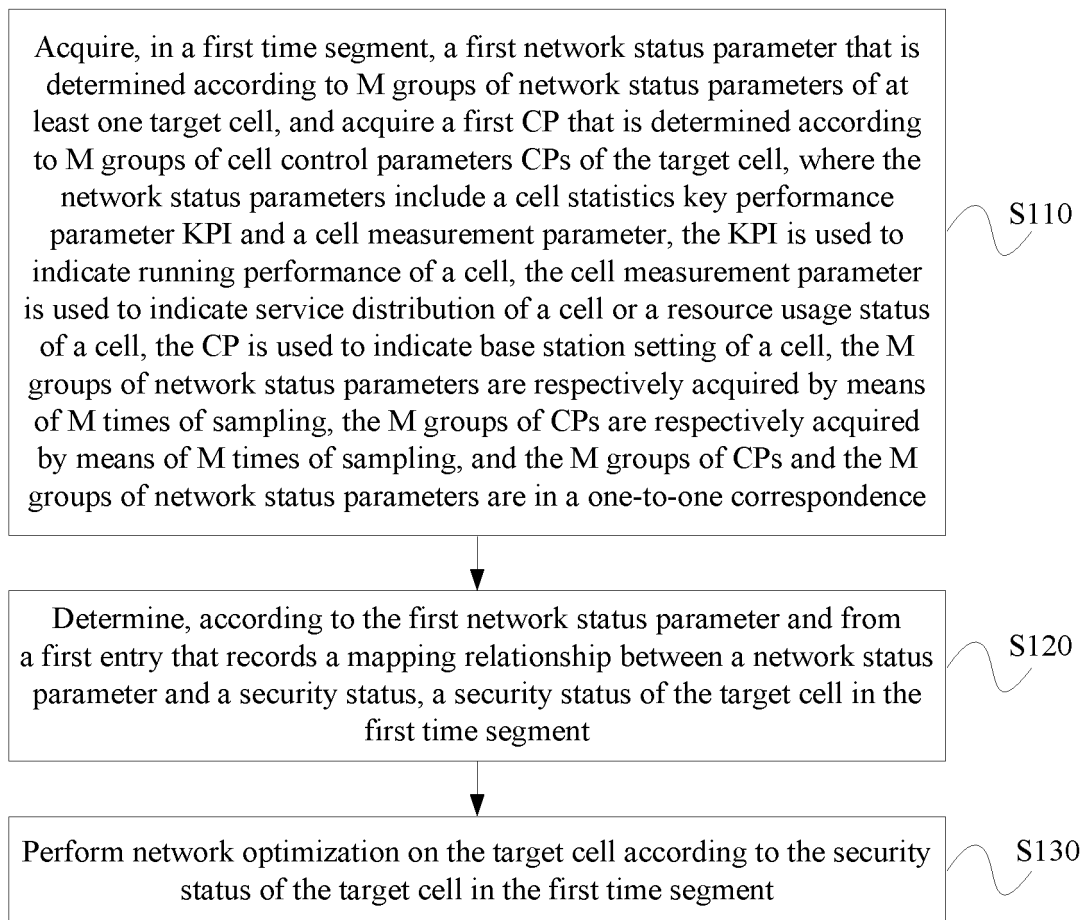 Acquire, in a first time segment, a first network status parameter that is
determined according to M groups of network status parameters of at
least one target cell, and acquire a first CP that is determined according
to M groups of cell control parameters CPs of the target cell, where the
network status parameters include a cell statistics key performance
parameter KPI and a cell measurement parameter, the KPI is used to
indicate running performance of a cell, the cell measurement parameter
is used to indicate service distribution of a cell or a resource usage status
of a cell, the CP is used to indicate base station setting of a cell, the M
groups of network status parameters are respectively acquired by means
of M times of sampling, the M groups of CPs are respectively acquired
by means of M times of sampling, and the M groups of CPs and the M
groups of network status parameters are in a one-to-one correspondence
S110
Determine, according to the first network status parameter and from
a first entry that records a mapping relationship between a network status
parameter and a security status, a security status of the target cell in the
first time segment
S120
Perform network optimization on the target cell according to the security
status of the target cell in the first time segment
S130